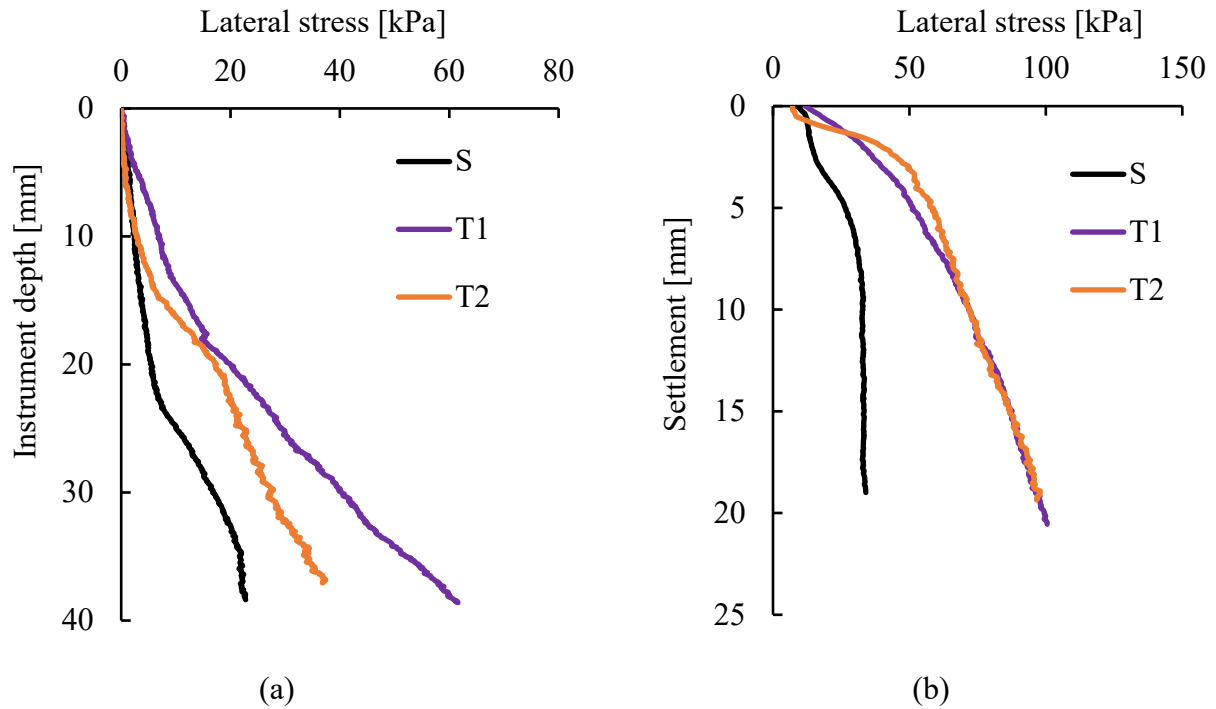 Lateral stress [kPa]
0 20 40 60 80
0
10
20
30
40
Instrument depth [mm]
S
T1
T2
(a)
Lateral stress [kPa]
0 50 100 150
0
5
10
15
20
25
Settlement [mm]
S
T1
T2
(b)